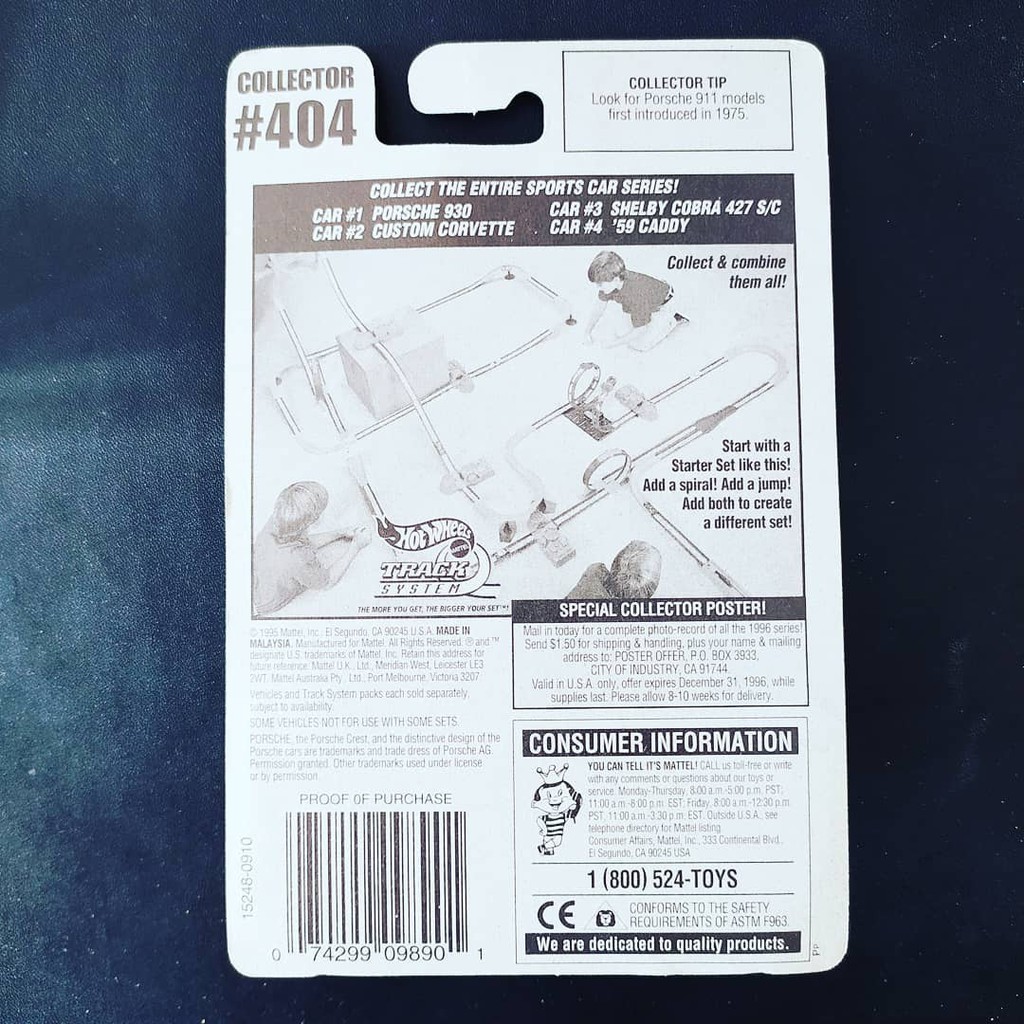 COLLECTOR
#404
COLLECTOR TIP
Look for Porsche 911 models
first introduced in 1975.
COLLECT THE ENTIRE SPORTS CAR SERIES!
CAR #1 PORSCHE 930 CAR #3 SHELBY COBRA 427 S/C
CAR #2 CUSTOM CORVETTE CAR #4 '59 CADDY
Collect & combine
them all!
Start with a
Starter Set like this!
Add a spiral! Add a jump!
Add both to create
a different set!
HOT WHEELS
MATTEL
TRACK
SYSTEM
THE MORE YOU GET, THE BIGGER YOUR SET™!
© 1995 Mattel, Inc., El Segundo, CA 90245 U.S.A. MADE IN
MALAYSIA. Manufactured for Mattel. All Rights Reserved. ® and ™
designate U.S. trademarks of Mattel, Inc. Retain this address for
future reference: Mattel U.K., Ltd., Meridian West, Leicester LE3
2WT. Mattel Australia Pty., Ltd., Port Melbourne, Victoria 3207.
Vehicles and Track System packs each sold separately,
subject to availability.
SOME VEHICLES NOT FOR USE WITH SOME SETS.
PORSCHE, the Porsche Crest, and the distinctive design of the
Porsche cars are trademarks and trade dress of Porsche AG.
Permission granted. Other trademarks used under license
or by permission.
SPECIAL COLLECTOR POSTER!
Mail in today for a complete photo-record of all the 1996 series!
Send $1.50 for shipping & handling, plus your name & mailing
address to: POSTER OFFER, P.O. BOX 3933,
CITY OF INDUSTRY, CA 91744.
Valid in U.S.A. only, offer expires December 31, 1996, while
supplies last. Please allow 8-10 weeks for delivery.
CONSUMER INFORMATION
YOU CAN TELL IT'S MATTEL! CALL us toll-free or write
with any comments or questions about our toys or
service. Monday-Thursday, 8:00 a.m.-5:00 p.m. PST;
11:00 a.m.-8:00 p.m. EST; Friday, 8:00 a.m.-12:30 p.m.
PST, 11:00 a.m.-3:30 p.m. EST. Outside U.S.A., see
telephone directory for Mattel listing.
Consumer Affairs, Mattel, Inc., 333 Continental Blvd.,
El Segundo, CA 90245 USA
1 (800) 524-TOYS
CE CONFORMS TO THE SAFETY
REQUIREMENTS OF ASTM F963.
We are dedicated to quality products.
PROOF OF PURCHASE
15248-0910
0 74299 09890 1
PP